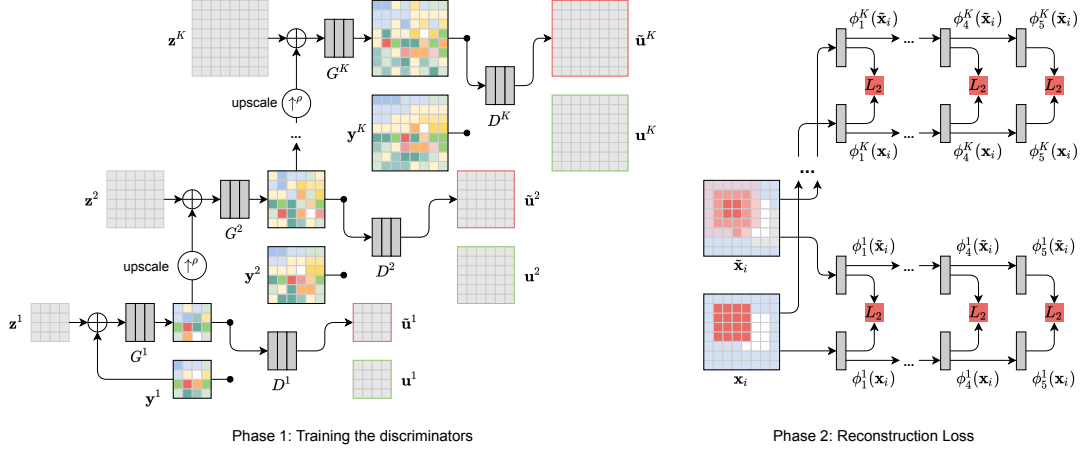 z^K
G^K
ũ^K
D^K
upscale
↑^ρ
y^K
u^K
...
z^2
G^2
ũ^2
D^2
upscale
↑^ρ
y^2
u^2
z^1
G^1
ũ^1
D^1
y^1
u^1
Phase 1: Training the discriminators
ϕ_1^K(x̃_i) ϕ_4^K(x̃_i) ϕ_5^K(x̃_i)
...
L_2 L_2 L_2
...
ϕ_1^K(x_i) ϕ_4^K(x_i) ϕ_5^K(x_i)
...
x̃_i
...
ϕ_1^1(x̃_i) ϕ_4^1(x̃_i) ϕ_5^1(x̃_i)
L_2 L_2 L_2
x_i
...
ϕ_1^1(x_i) ϕ_4^1(x_i) ϕ_5^1(x_i)
Phase 2: Reconstruction Loss